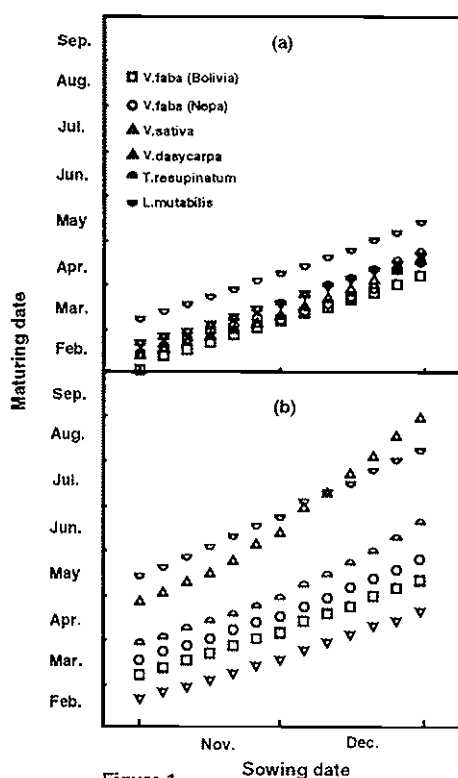 (a)
Sep.
Aug.
Jul.
Jun.
May
Apr.
Mar.
Feb.
V.faba (Bolivia)
V.faba (Nepa)
V.sativa
V.dasycarpa
T.resupinatum
L.mutabilis
Maturing date
(b)
Sep.
Aug.
Jul.
Jun.
May
Apr.
Mar.
Feb.
Nov. Dec.
Sowing date
Figure 1